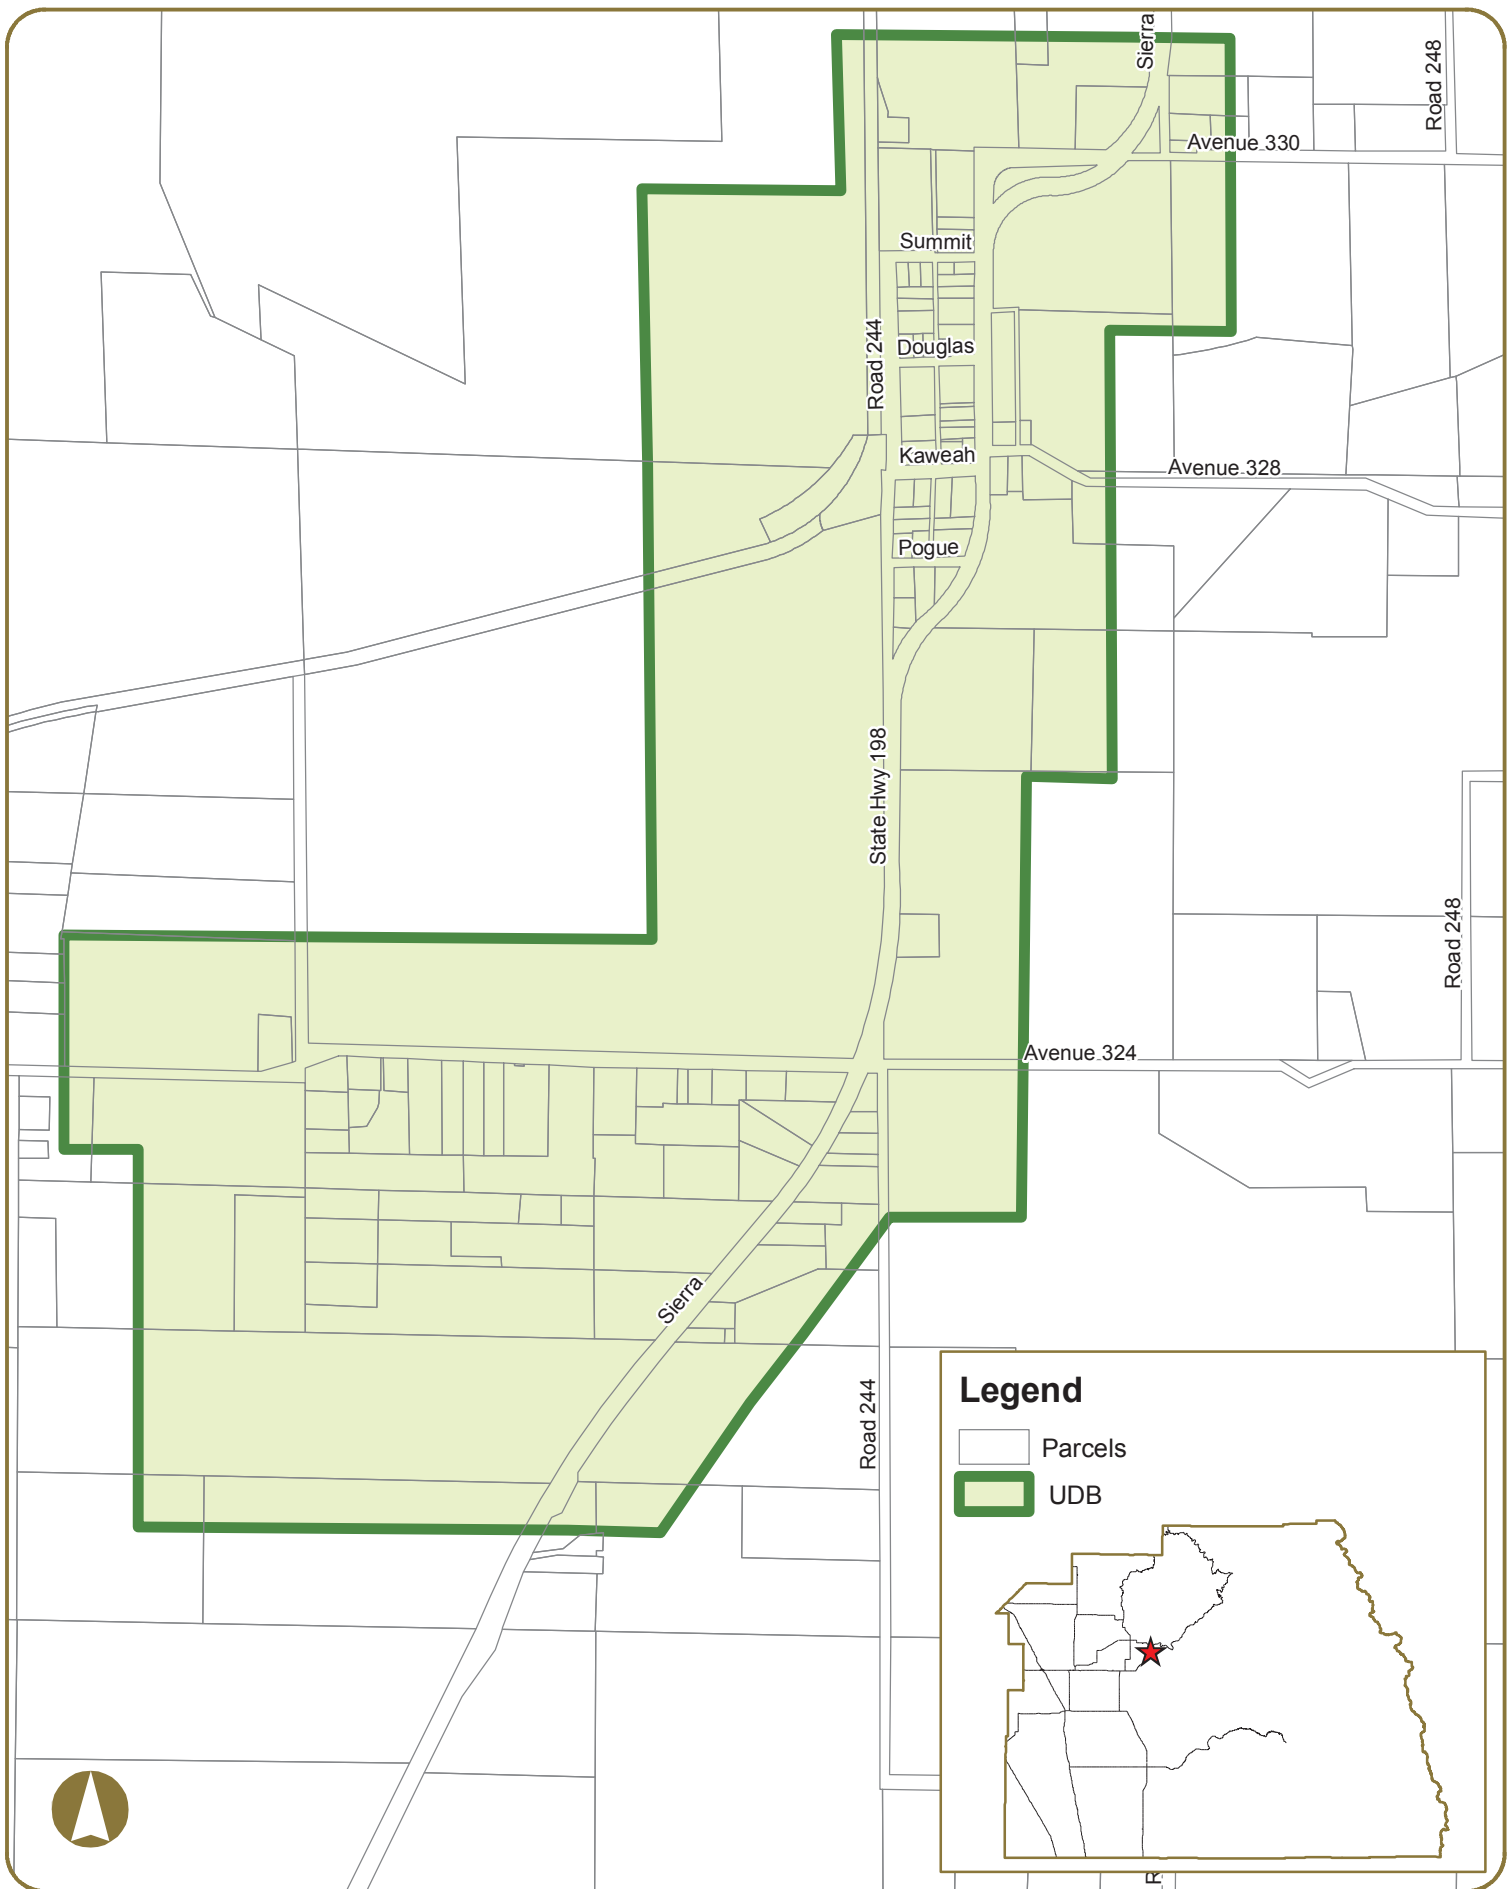 Sierra
Road 248
Avenue 330
Summit
Road 244
Douglas
Kaweah
Avenue 328
Pogue
State Hwy 198
Road 248
Avenue 324
Sierra
Road 244
Legend
Parcels
UDB